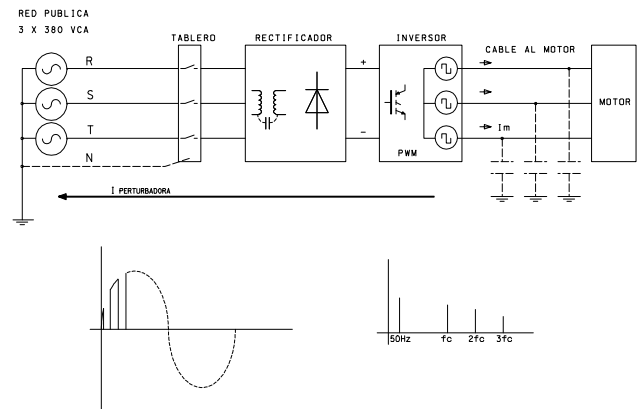 RED PUBLICA
3 X 380 VCA
TABLERO
RECTIFICADOR
INVERSOR
CABLE AL MOTOR
R
S
T
N
+
-
PWM
Im
MOTOR
I PERTURBADORA
50Hz fc 2fc 3fc